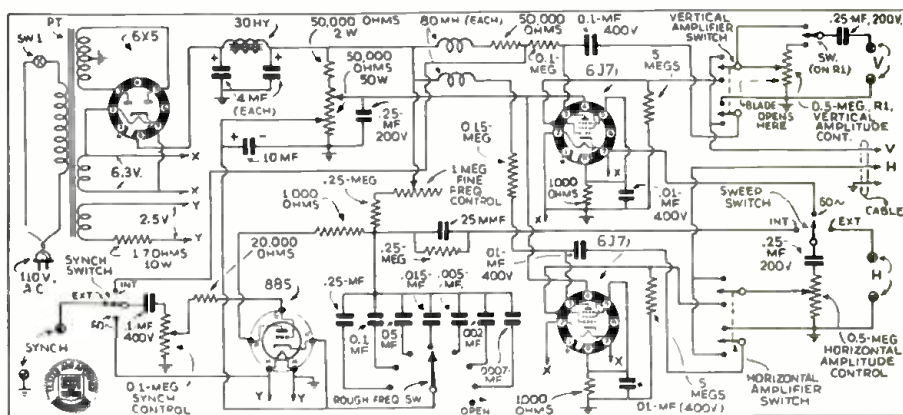 30 HY
50,000 OHMS
2 W
80 MH (EACH)
50,000
OHMS
0.1-MF
400V
VERTICAL
AMPLIFIER
SWITCH
.25-MF, 200V.
PT
SW 1
6X5
50,000
OHMS
50W
0.1-MEG
5
MEGS
6J7
SW.
(ON R1)
V
4 MF
(EACH)
.25-
MF
200V
BLADE
OPENS
HERE
0.5-MEG., R1,
VERTICAL
AMPLITUDE
CONT.
6.3V.
X
X
10 MF
0.15-
MEG
V
H
2.5V
Y
Y
1,000
OHMS
.25-MEG
1 MEG
FINE
FREQ
CONTROL
1000
OHMS
X
X
.01-
MF
400V
SWEEP
SWITCH
60~
CABLE
1.70HMS
10W
20,000
OHMS
25 MMF
.25-
MEG
.01-
MF
400V
6J7
INT
EXT
.25-
MF
200V
110V.
A C
SYNCH
SWITCH
INT
EXT
60~
.1-MF
400V
885
.25-MF
0.1
MF
.05
MF
.015-
MF
.005-
MF
.002
MF
.0007-
MF
H
SYNCH
0.1-MEG
SYNCH
CONTROL
Y
Y
ROUGH FREQ SW.
OPEN
X
X
1000
OHMS
.01-MF (400V)
5
MEGS
HORIZONTAL
AMPLIFIER
SWITCH
0.5-MEG
HORIZONTAL
AMPLITUDE
CONTROL